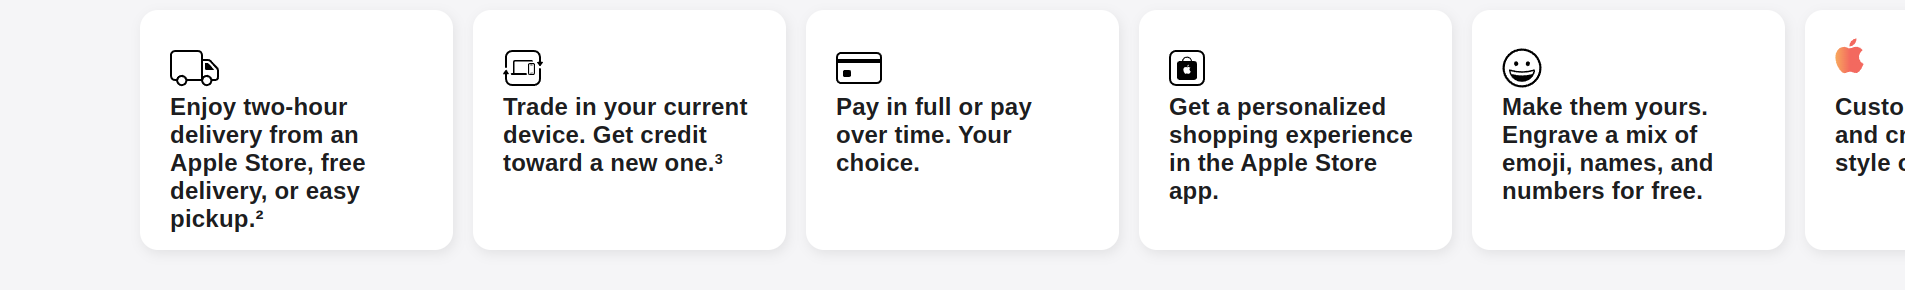 Enjoy two-hour
delivery from an
Apple Store, free
delivery, or easy
pickup.²
Trade in your current
device. Get credit
toward a new one.³
Pay in full or pay
over time. Your
choice.
Get a personalized
shopping experience
in the Apple Store
app.
Make them yours.
Engrave a mix of
emoji, names, and
numbers for free.
and
style